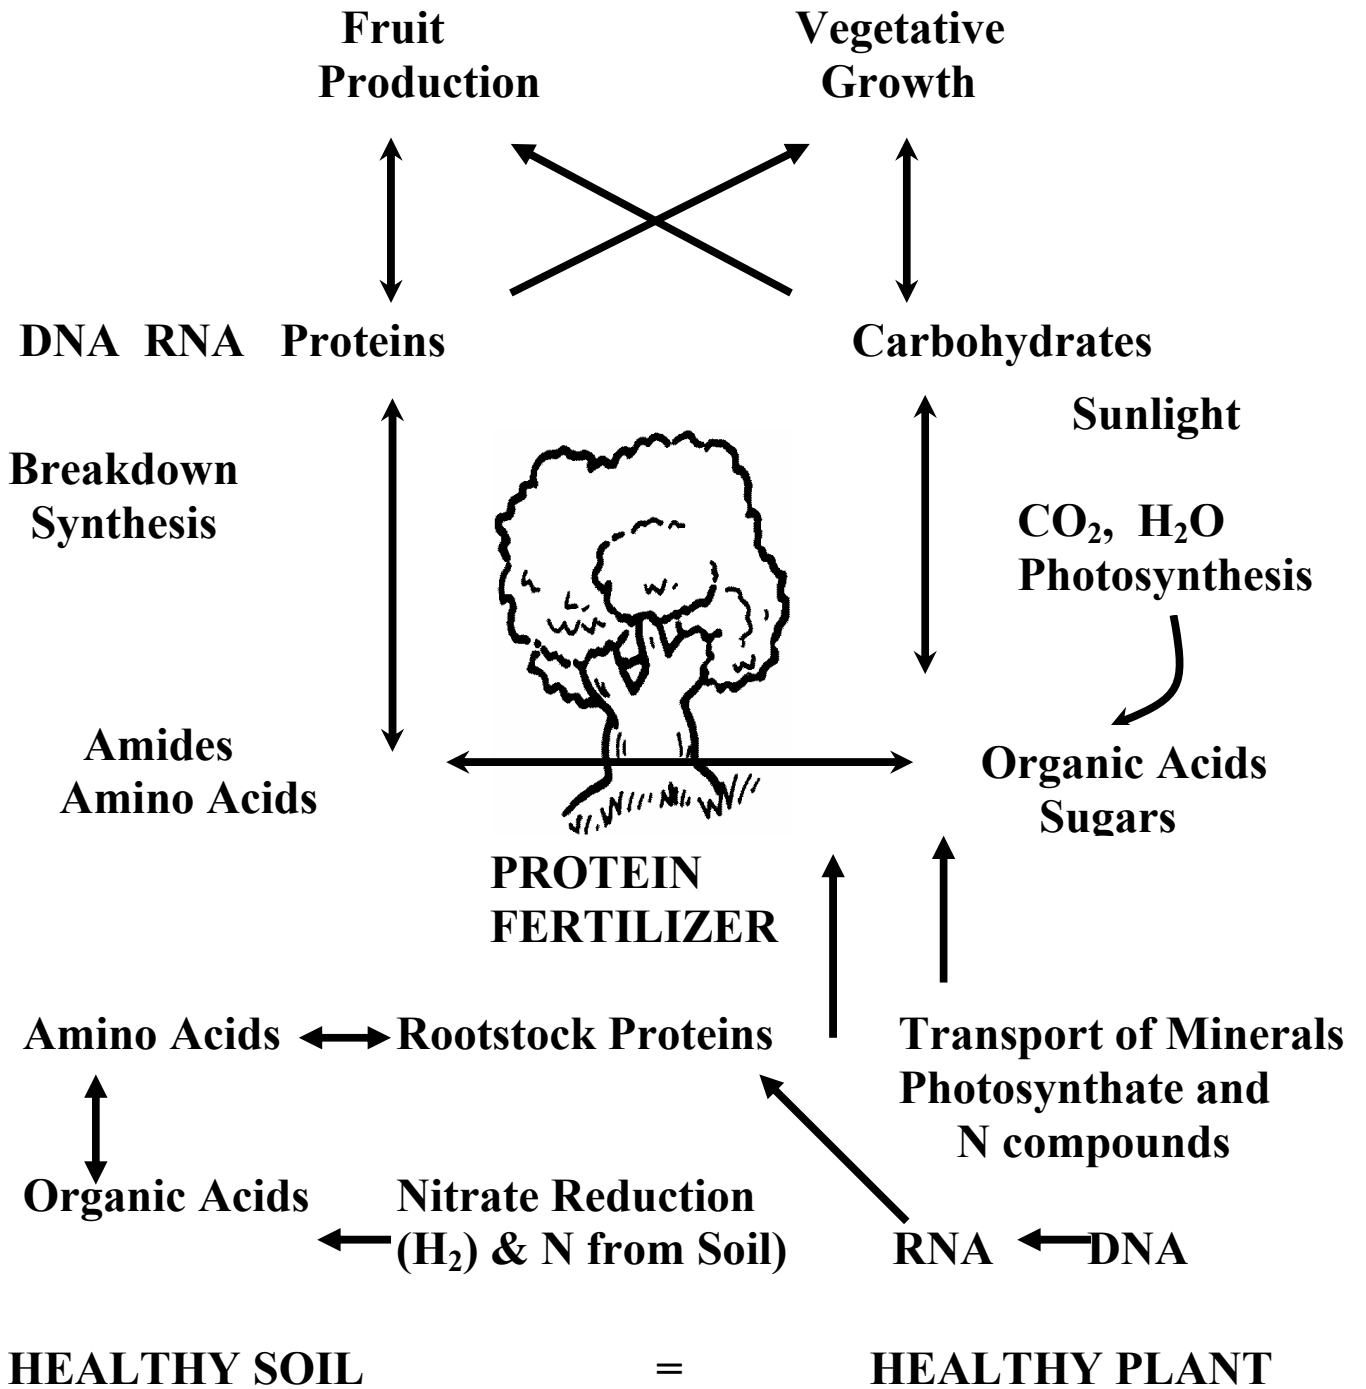 Fruit
Production
Vegetative
Growth
DNA RNA Proteins
Carbohydrates
Sunlight
Breakdown
Synthesis
CO₂, H₂O
Photosynthesis
Amides
Amino Acids
Organic Acids
Sugars
PROTEIN
FERTILIZER
Amino Acids
Rootstock Proteins
Transport of Minerals
Photosynthate and
N compounds
Organic Acids
Nitrate Reduction
(H₂) & N from Soil)
RNA
DNA
HEALTHY SOIL = HEALTHY PLANT